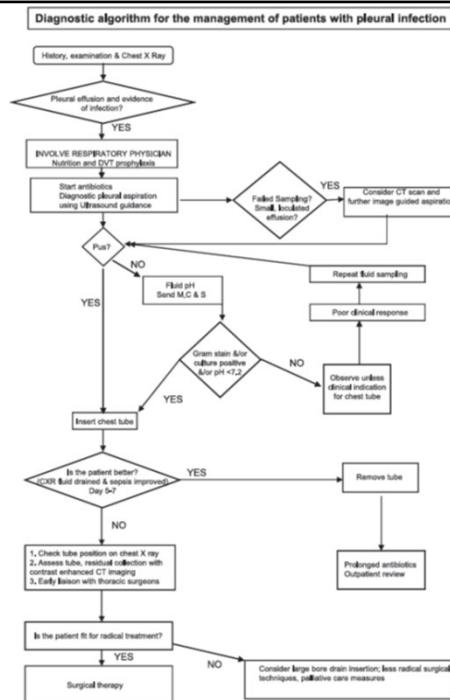 Diagnostic algorithm for the management of patients with pleural infection
History, examination & Chest X Ray
Pleural effusion and evidence
of infection?
YES
INVOLVE RESPIRATORY PHYSICIAN
Nutrition and DVT prophylaxis
Start antibiotics
Diagnostic pleural aspiration
using Ultrasound guidance
Failed Sampling?
Small, loculated
effusion?
YES
Consider CT scan and
further image guided aspiratio
Pus?
NO
YES
Fluid pH
Send M,C & S
Repeat fluid sampling
Poor clinical response
Gram stain &/or
culture positive
&/or pH <7.2
NO
YES
Observe unless
clinical indication
for chest tube
Insert chest tube
Is the patient better?
(CXR fluid drained & sepsis improved)
Day 5-7
YES
Remove tube
NO
1. Check tube position on chest X ray
2. Assess tube, residual collection with
contrast enhanced CT imaging
3. Early liaison with thoracic surgeons
Prolonged antibiotics
Outpatient review
Is the patient fit for radical treatment?
YES
NO
Surgical therapy
Consider large bore drain insertion; less radical surgical
techniques, palliative care measures